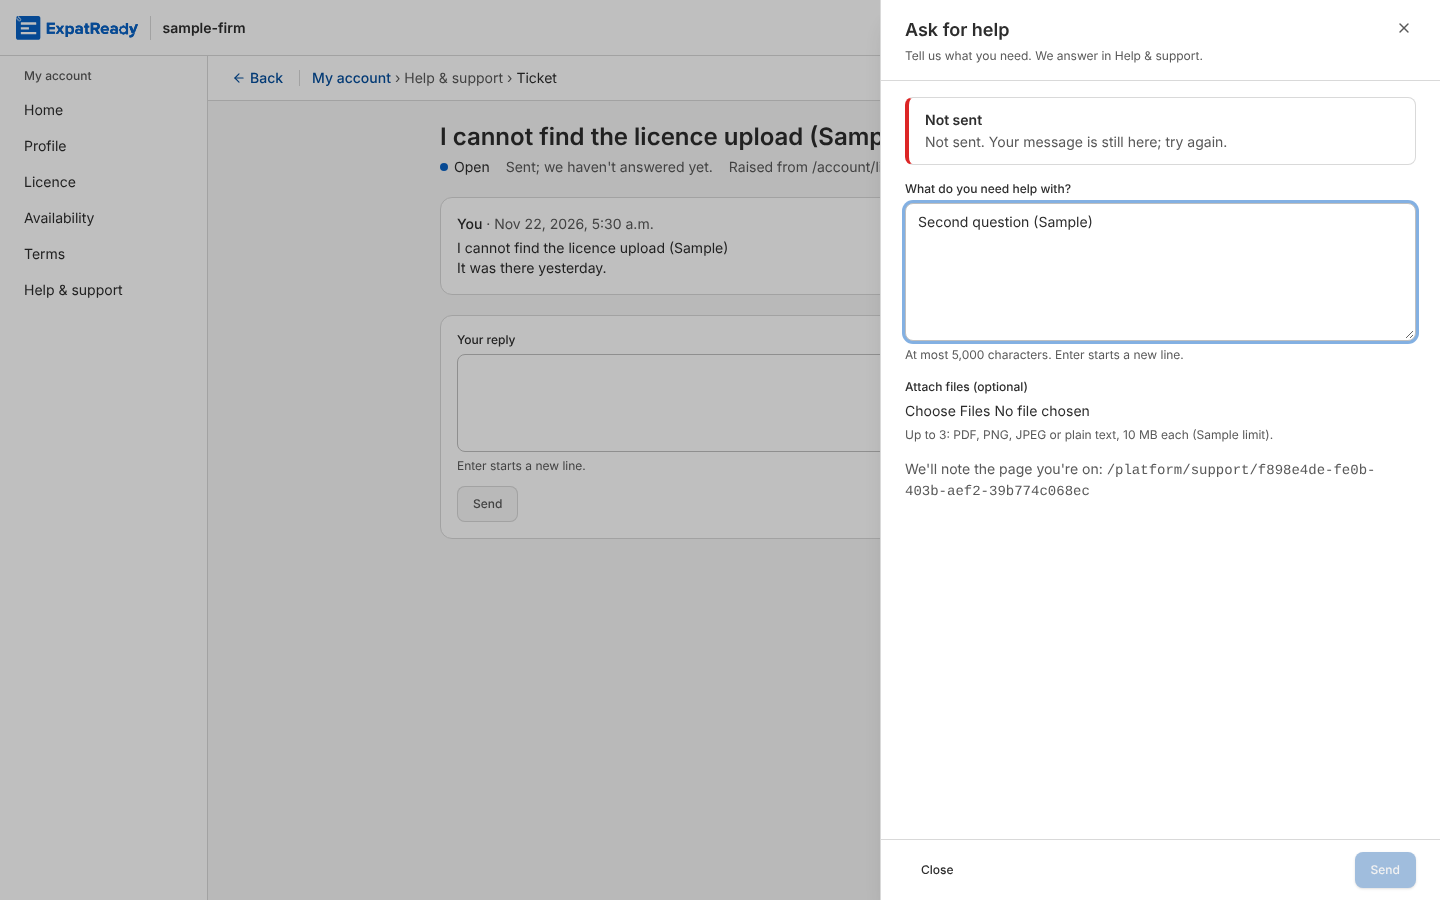 ExpatReady
sample-firm
My account
Home
Profile
Licence
Availability
Terms
Help & support
← Back
My account › Help & support › Ticket
I cannot find the licence upload (Samp
Open Sent; we haven't answered yet. Raised from /account/l
You · Nov 22, 2026, 5:30 a.m.
I cannot find the licence upload (Sample)
It was there yesterday.
Your reply
Enter starts a new line.
Send
Ask for help
Tell us what you need. We answer in Help & support.
Not sent
Not sent. Your message is still here; try again.
What do you need help with?
Second question (Sample)
At most 5,000 characters. Enter starts a new line.
Attach files (optional)
Choose Files No file chosen
Up to 3: PDF, PNG, JPEG or plain text, 10 MB each (Sample limit).
We'll note the page you're on: /platform/support/f898e4de-fe0b-
403b-aef2-39b774c068ec
Close
Send